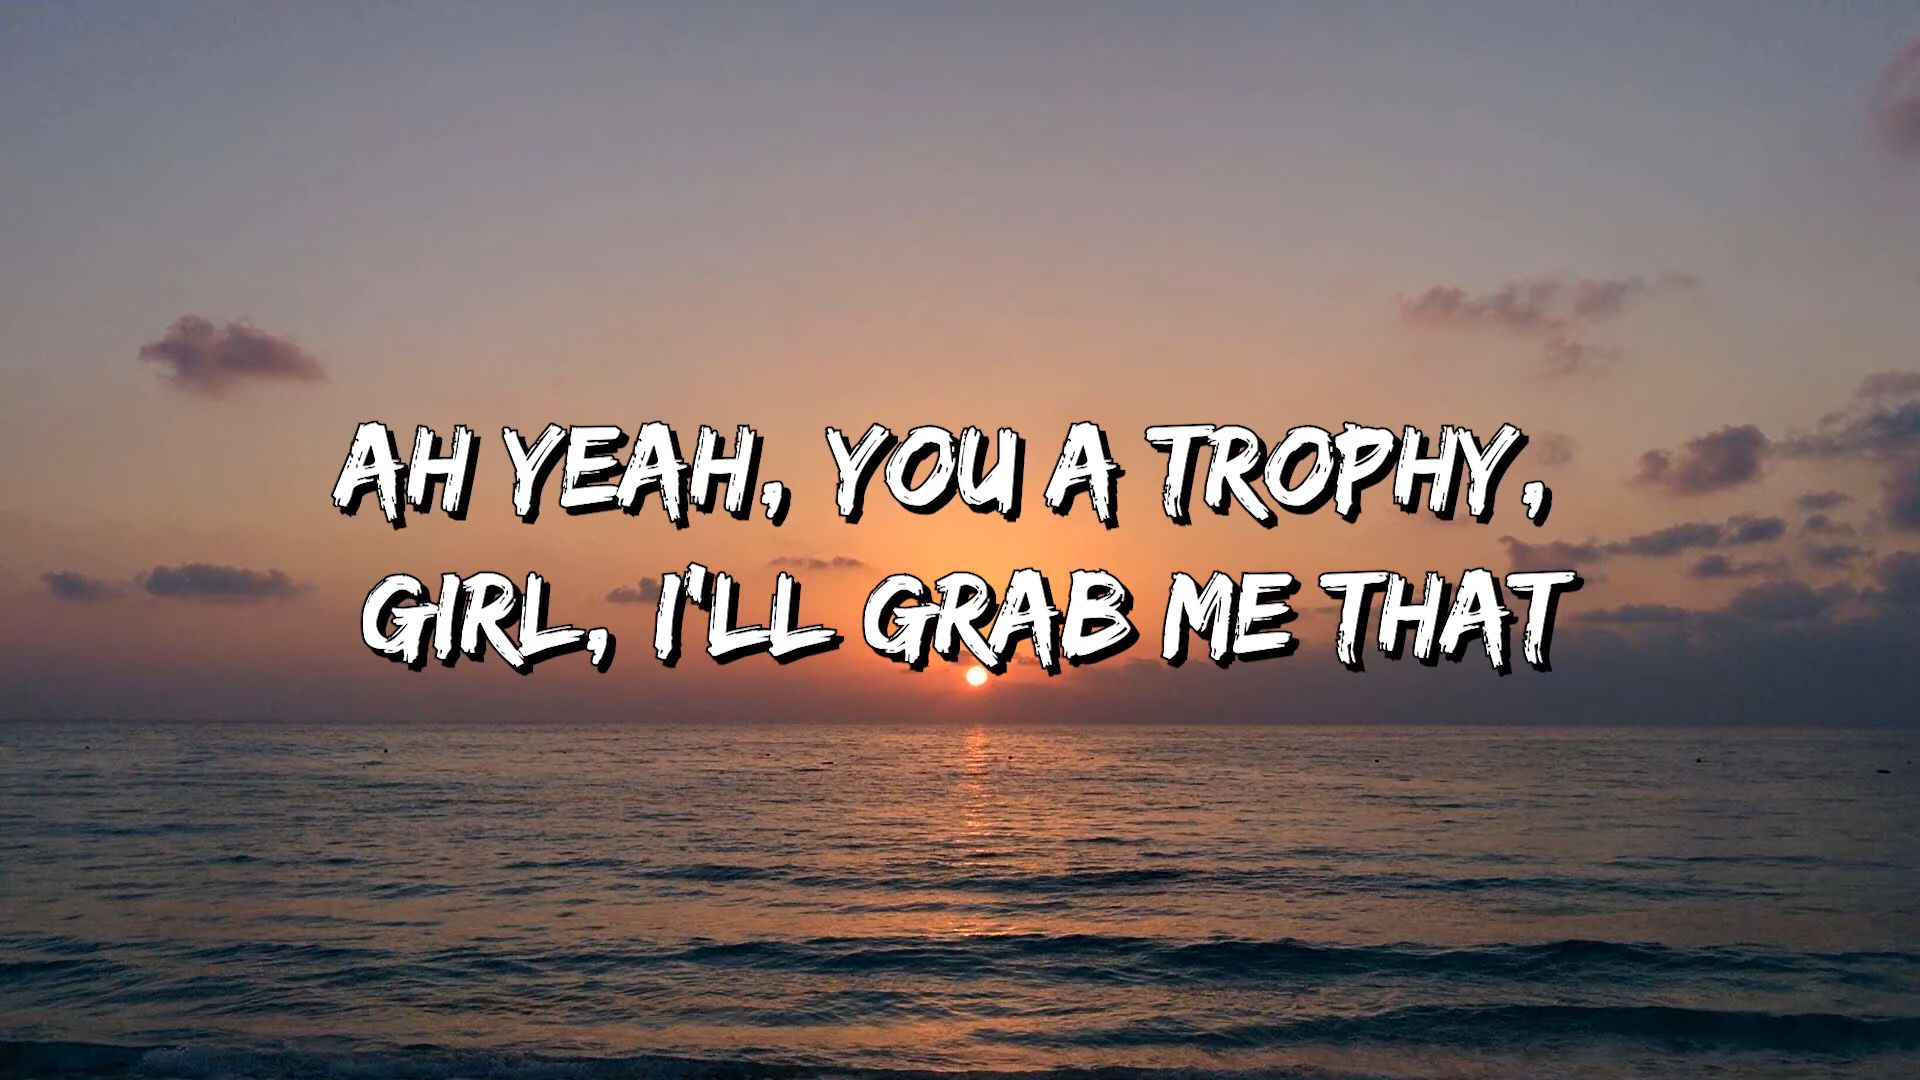 AH YEAH, YOU A TROPHY,
GIRL, I'LL GRAB ME THAT